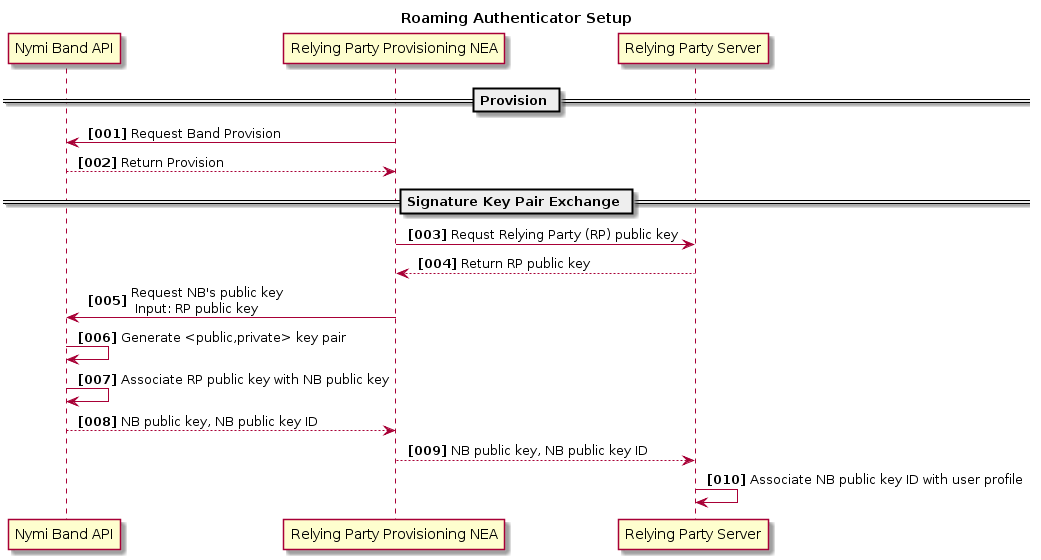 Roaming Authenticator Setup
Nymi Band API
Relying Party Provisioning NEA
Relying Party Server
Provision
[001] Request Band Provision
[002] Return Provision
Signature Key Pair Exchange
[003] Requst Relying Party (RP) public key
[004] Return RP public key
[005] Request NB's public key
Input: RP public key
[006] Generate <public,private> key pair
[007] Associate RP public key with NB public key
[008] NB public key, NB public key ID
[009] NB public key, NB public key ID
[010] Associate NB public key ID with user profile
Nymi Band API
Relying Party Provisioning NEA
Relying Party Server